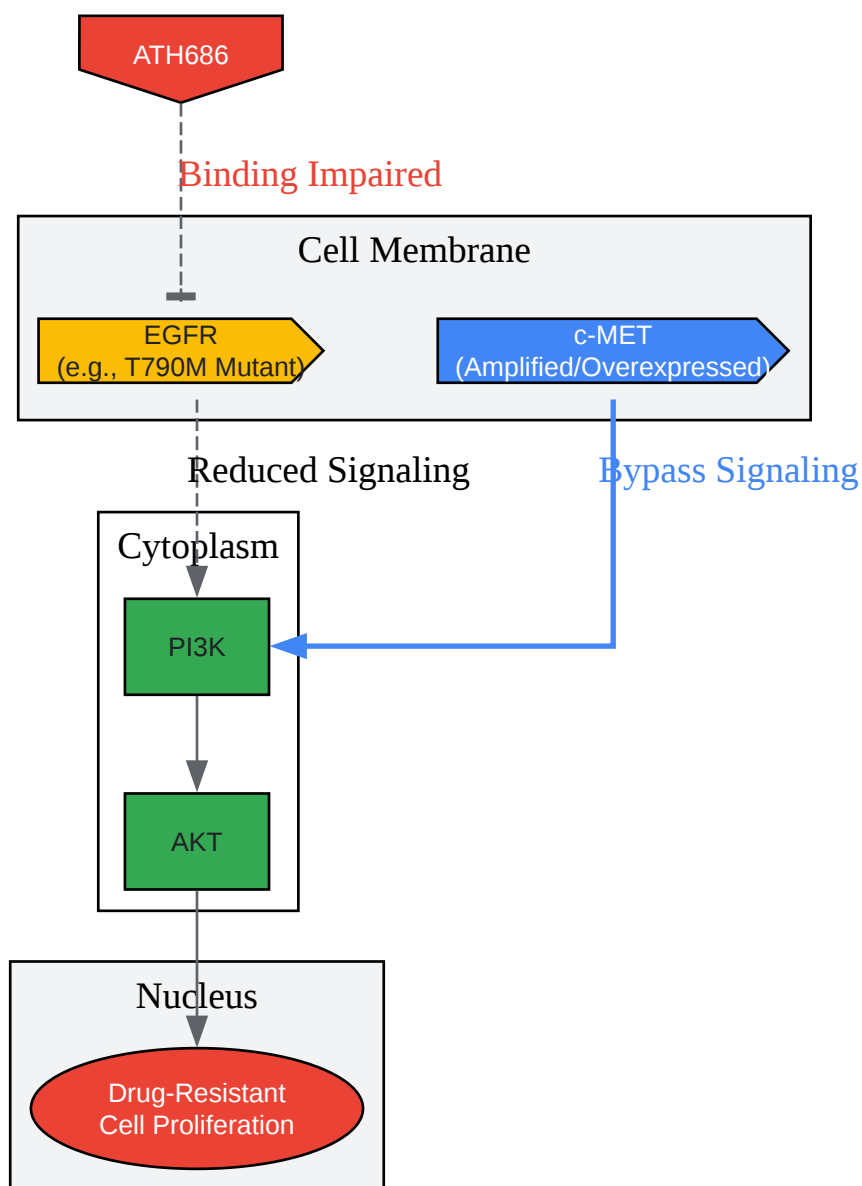 ATH686
Binding Impaired
Cell Membrane
EGFR
(e.g., T790M Mutant)
c-MET
(Amplified/Overexpressed)
Reduced Signaling
Bypass Signaling
Cytoplasm
PI3K
AKT
Nucleus
Drug-Resistant
Cell Proliferation